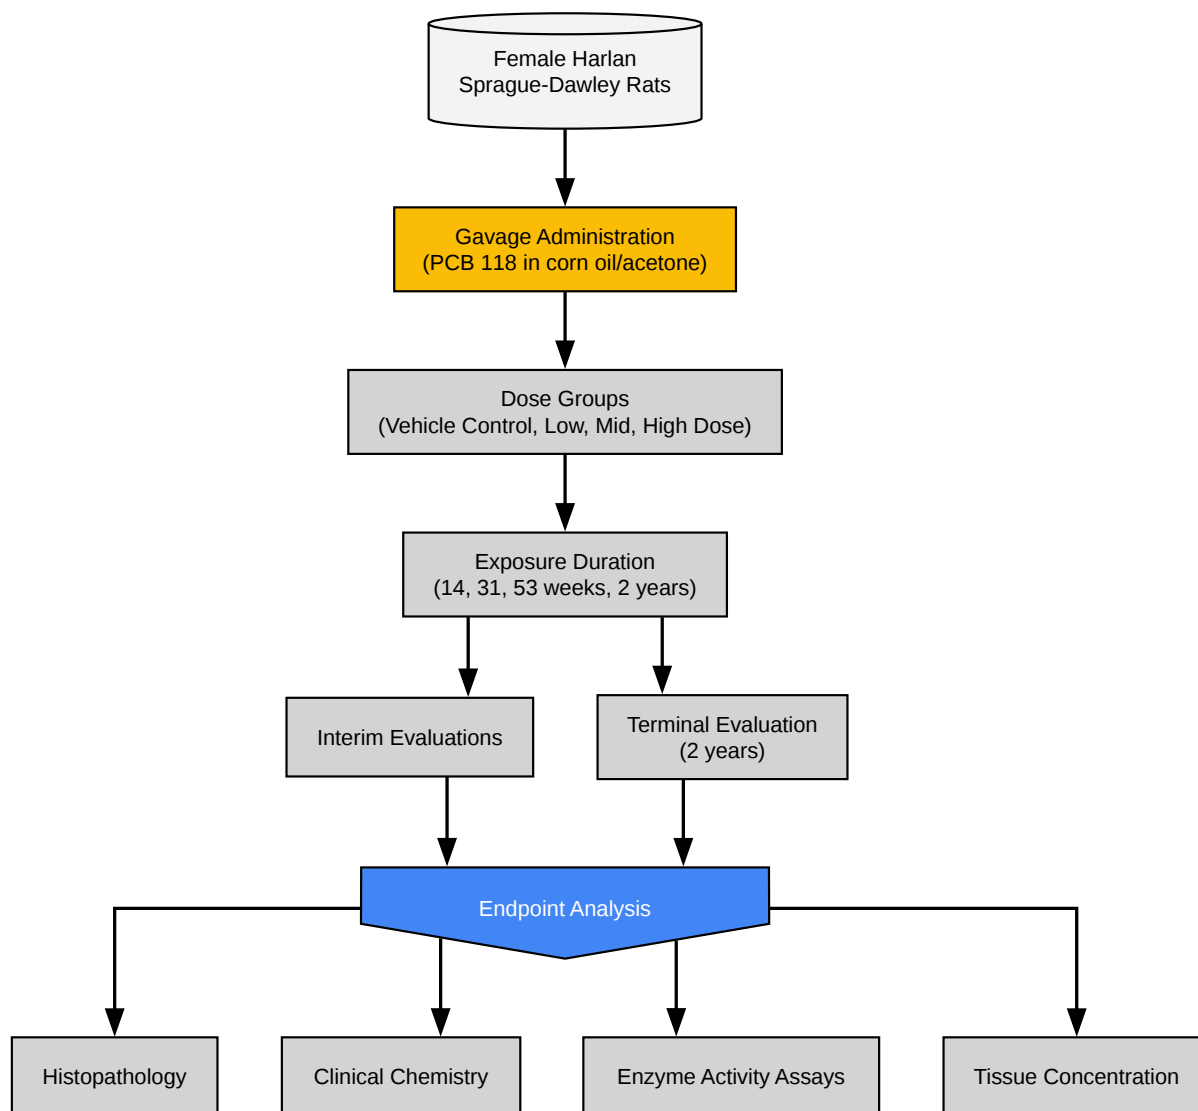 Female Harlan
Sprague-Dawley Rats
Gavage Administration
(PCB 118 in corn oil/acetone)
Dose Groups
(Vehicle Control, Low, Mid, High Dose)
Exposure Duration
(14, 31, 53 weeks, 2 years)
Interim Evaluations
Terminal Evaluation
(2 years)
Endpoint Analysis
Histopathology
Clinical Chemistry
Enzyme Activity Assays
Tissue Concentration